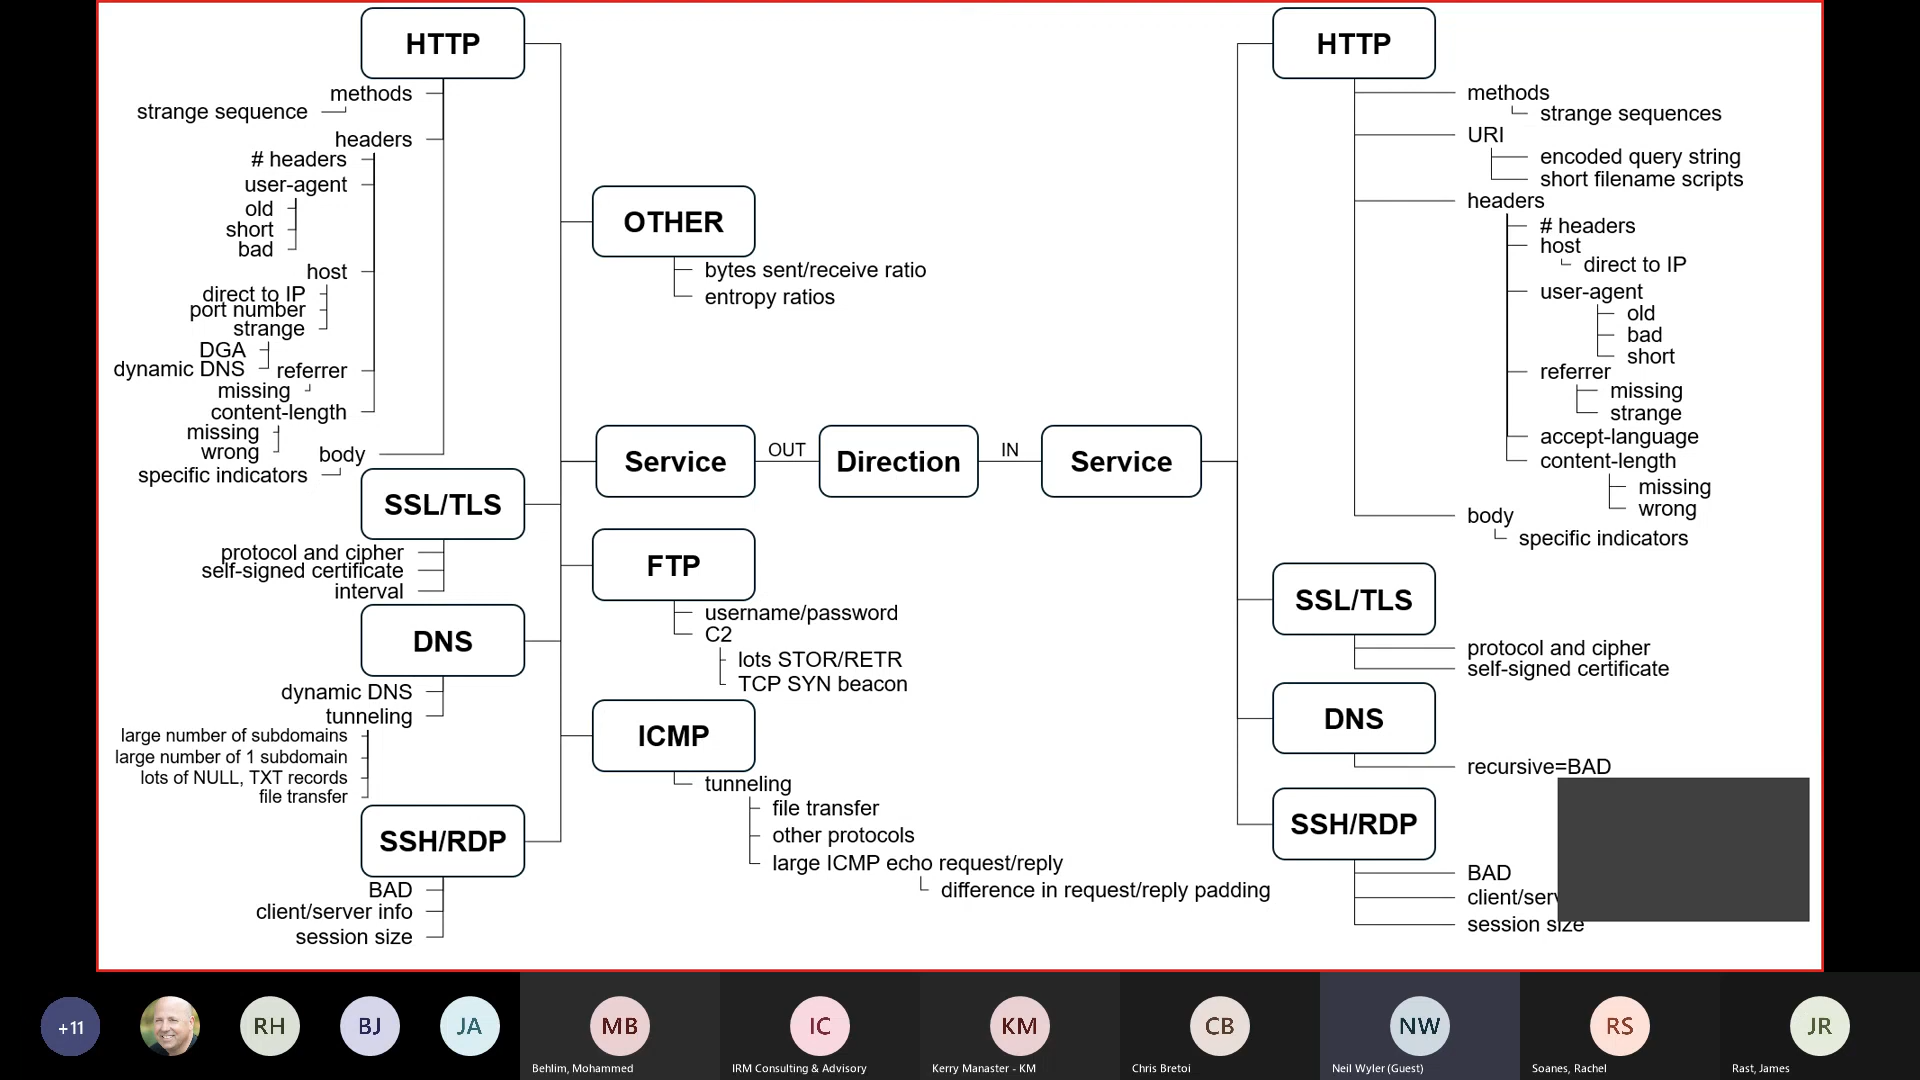 HTTP
methods
strange sequence
headers
# headers
user-agent
old
short
bad
host
direct to IP
port number
strange
DGA
dynamic DNS
referrer
missing
content-length
missing
wrong
body
specific indicators
SSL/TLS
protocol and cipher
self-signed certificate
interval
DNS
dynamic DNS
tunneling
large number of subdomains
large number of 1 subdomain
lots of NULL, TXT records
file transfer
SSH/RDP
BAD
client/server info
session size
OTHER
bytes sent/receive ratio
entropy ratios
Service
OUT
Direction
IN
Service
FTP
username/password
C2
lots STOR/RETR
TCP SYN beacon
ICMP
tunneling
file transfer
other protocols
large ICMP echo request/reply
difference in request/reply padding
HTTP
methods
strange sequences
URI
encoded query string
short filename scripts
headers
# headers
host
direct to IP
user-agent
old
bad
short
referrer
missing
strange
accept-language
content-length
missing
wrong
body
specific indicators
SSL/TLS
protocol and cipher
self-signed certificate
DNS
recursive=BAD
SSH/RDP
BAD
session size
+11
RH
BJ
JA
MB
Behlim, Mohammed
IC
IRM Consulting & Advisory
KM
Kerry Manaster - KM
CB
Chris Bretoi
NW
Neil Wyler (Guest)
RS
Soanes, Rachel
JR
Rast, James